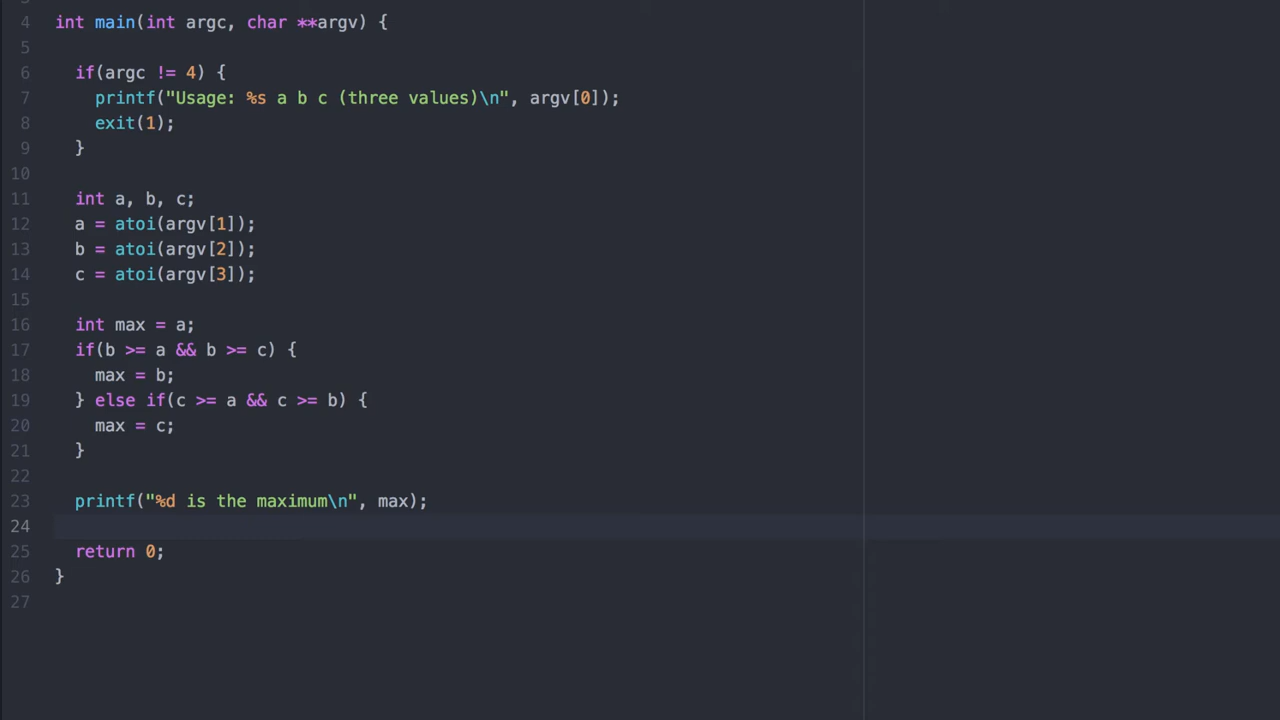 4 int main(int argc, char **argv) {
5
6   if(argc != 4) {
7     printf("Usage: %s a b c (three values)\n", argv[0]);
8     exit(1);
9   }
10
11   int a, b, c;
12   a = atoi(argv[1]);
13   b = atoi(argv[2]);
14   c = atoi(argv[3]);
15
16   int max = a;
17   if(b >= a && b >= c) {
18     max = b;
19   } else if(c >= a && c >= b) {
20     max = c;
21   }
22
23   printf("%d is the maximum\n", max);
24
25   return 0;
26 }
27